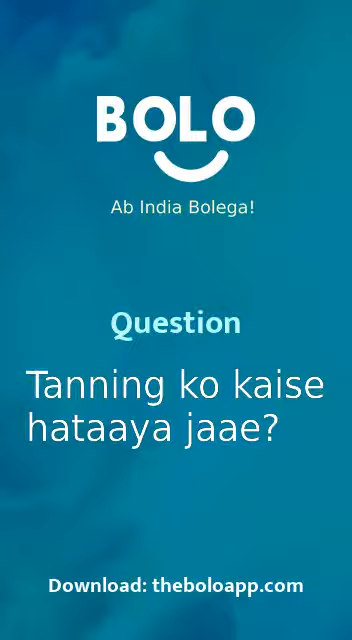 BOLO
Ab India Bolega!
Question
Tanning ko kaise
hataaya jaae?
Download: theboloapp.com